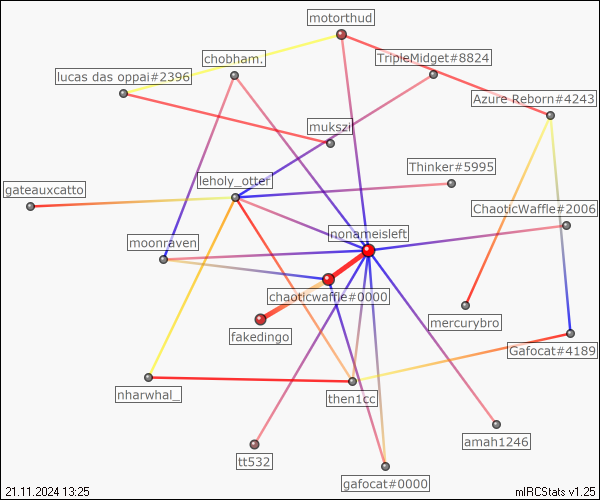 motorthud
chobham.
TripleMidget#8824
lucas das oppai#2396
Azure Reborn#4243
mukszi
Thinker#5995
leholy_otter
gateauxcatto
ChaoticWaffle#2006
nonameisleft
moonraven
chaoticwaffle#0000
mercurybro
fakedingo
Gafocat#4189
nharwhal_
then1cc
amah1246
tt532
gafocat#0000
21.11.2024 13:25
mIRCStats v1.25